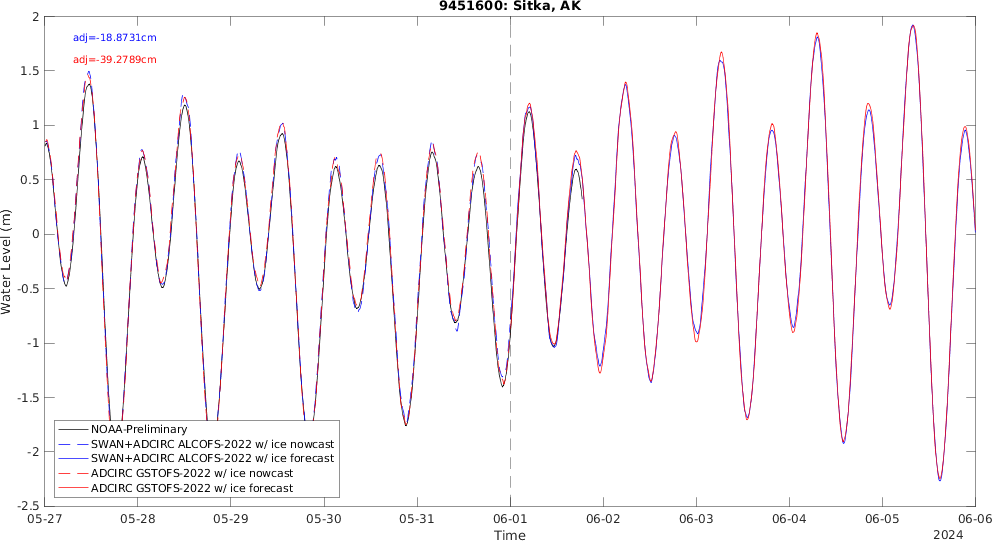 9451600: Sitka, AK
adj=-18.8731cm
adj=-39.2789cm
Water Level (m)
2
1.5
1
0.5
0
-0.5
-1
-1.5
-2
-2.5
NOAA-Preliminary
SWAN+ADCIRC ALCOFS-2022 w/ ice nowcast
SWAN+ADCIRC ALCOFS-2022 w/ ice forecast
ADCIRC GSTOFS-2022 w/ ice nowcast
ADCIRC GSTOFS-2022 w/ ice forecast
05-27 05-28 05-29 05-30 05-31 06-01 06-02 06-03 06-04 06-05 06-06
Time
2024